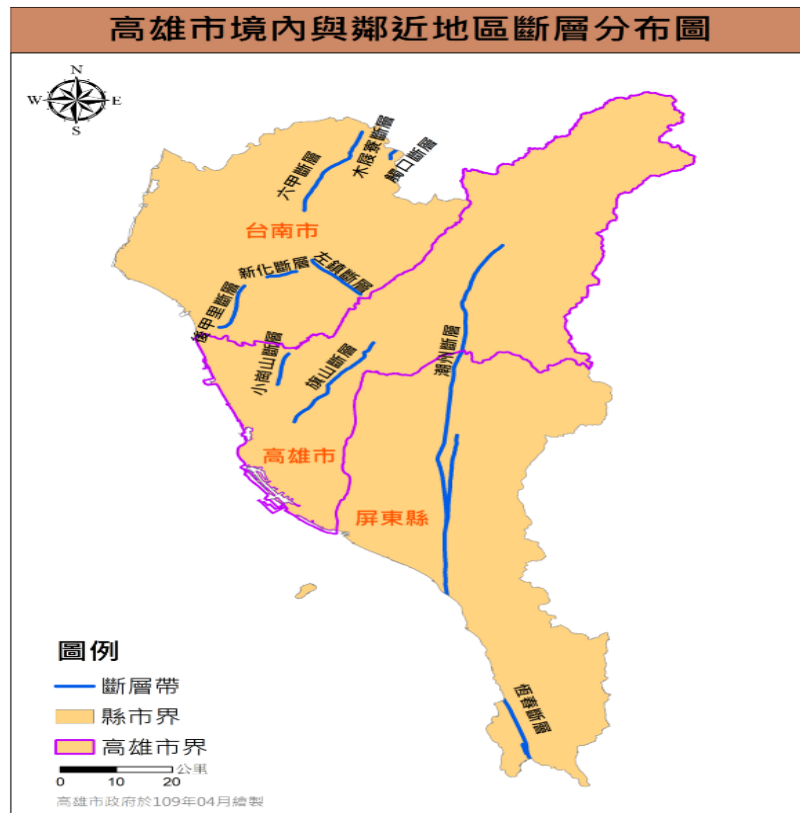 高雄市境內與鄰近地區斷層分布圖
N
W
E
S
木屐寮斷層
觸口斷層
六甲斷層
台南市
左鎮斷層
新化斷層
後甲里斷層
潮州斷層
小崗山斷層
旗山斷層
高雄市
屏東縣
恆春斷層
圖例
斷層帶
縣市界
高雄市界
公里
0 10 20
高雄市政府於109年04月繪製